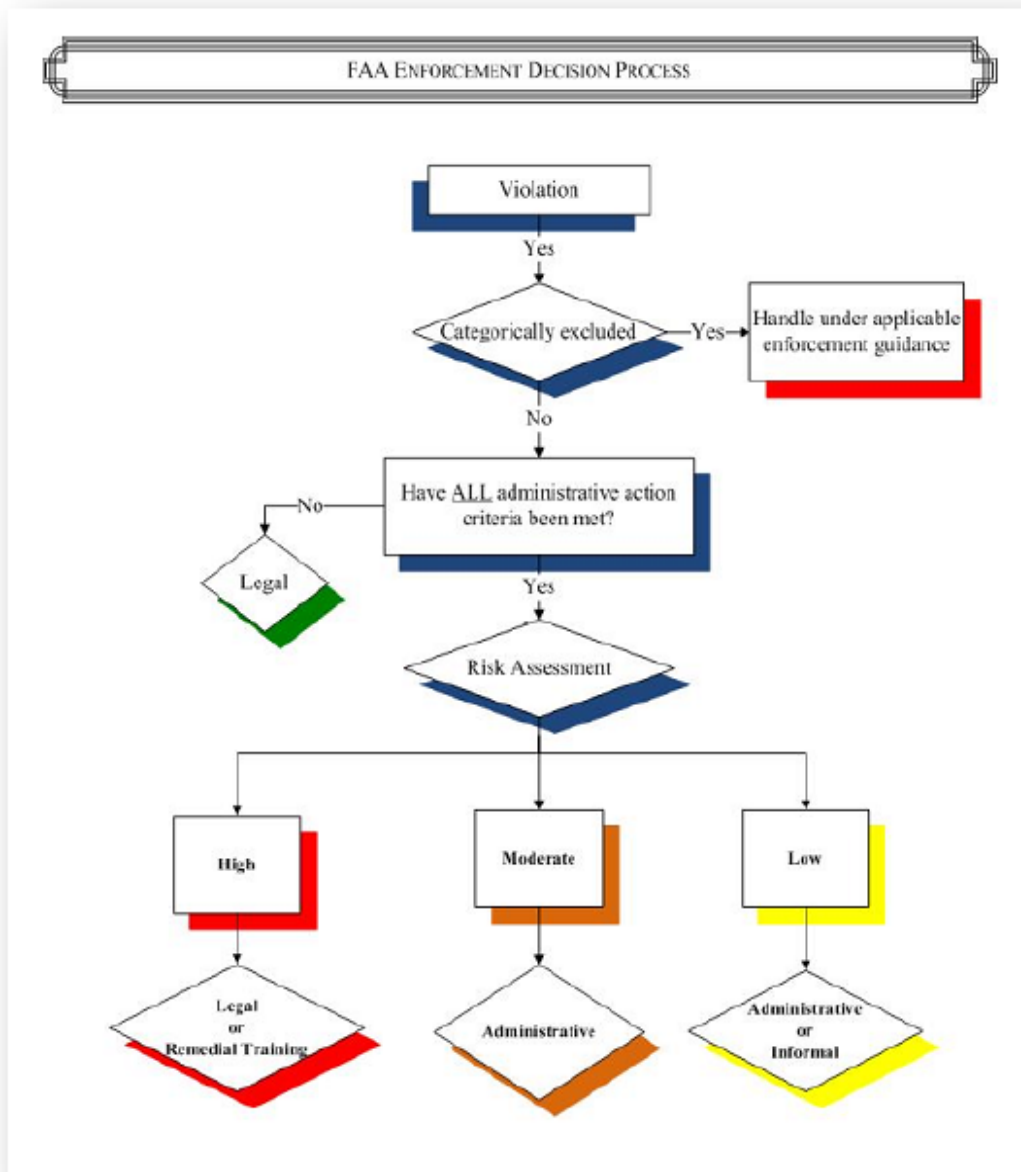 FAA ENFORCEMENT DECISION PROCESS
Violation
Yes
Categorically excluded
Yes
Handle under applicable
enforcement guidance
No
Have ALL administrative action
criteria been met?
No
Legal
Yes
Risk Assessment
High
Moderate
Low
Legal
or
Remedial Training
Administrative
Administrative
or
Informal